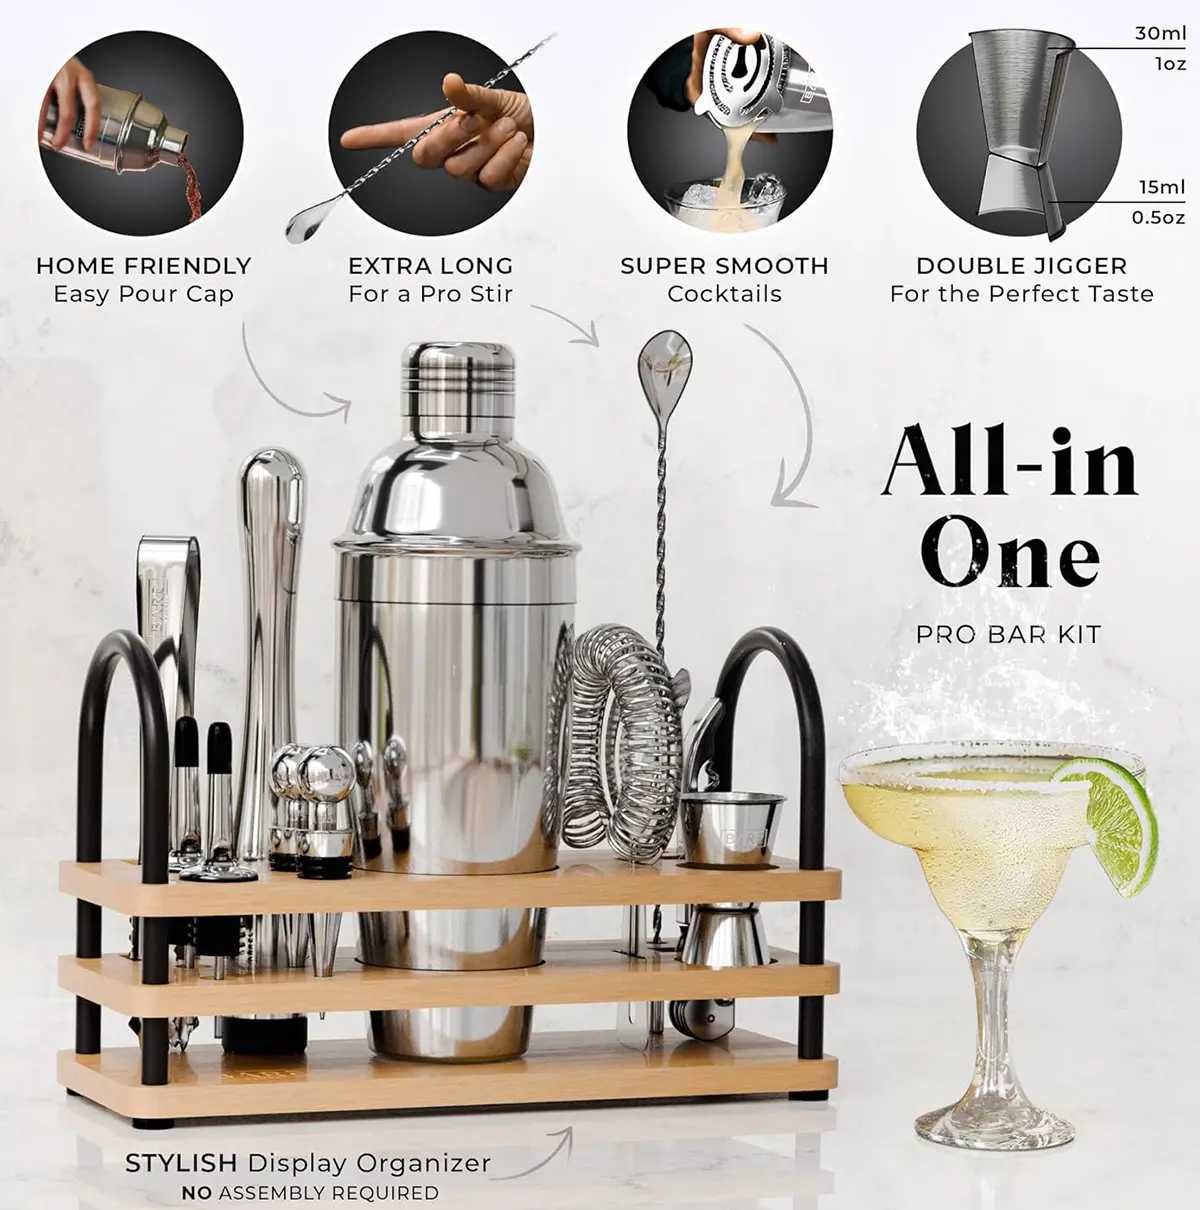 30ml
1oz
15ml
0.5oz
HOME FRIENDLY
Easy Pour Cap
EXTRA LONG
For a Pro Stir
SUPER SMOOTH
Cocktails
DOUBLE JIGGER
For the Perfect Taste
All-in
One
PRO BAR KIT
STYLISH Display Organizer
NO ASSEMBLY REQUIRED